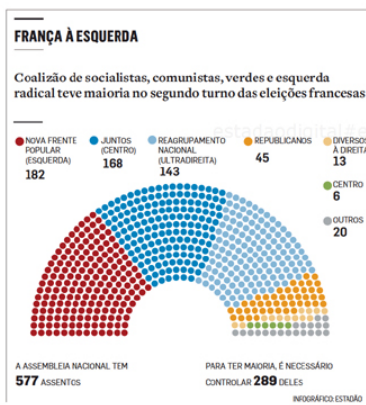 FRANÇA À ESQUERDA
Coalizão de socialistas, comunistas, verdes e esquerda
radical teve maioria no segundo turno das eleições francesas
NOVA FRENTE
POPULAR
(ESQUERDA)
182
JUNTOS
(CENTRO)
168
REAGRUPAMENTO
NACIONAL
(ULTRADIREITA)
143
REPUBLICANOS
45
DIVERSOS
À DIREITA
13
CENTRO
6
OUTROS
20
A ASSEMBLEIA NACIONAL TEM
577 ASSENTOS
PARA TER MAIORIA, É NECESSÁRIO
CONTROLAR 289 DELES
INFOGRÁFICO: ESTADÃO